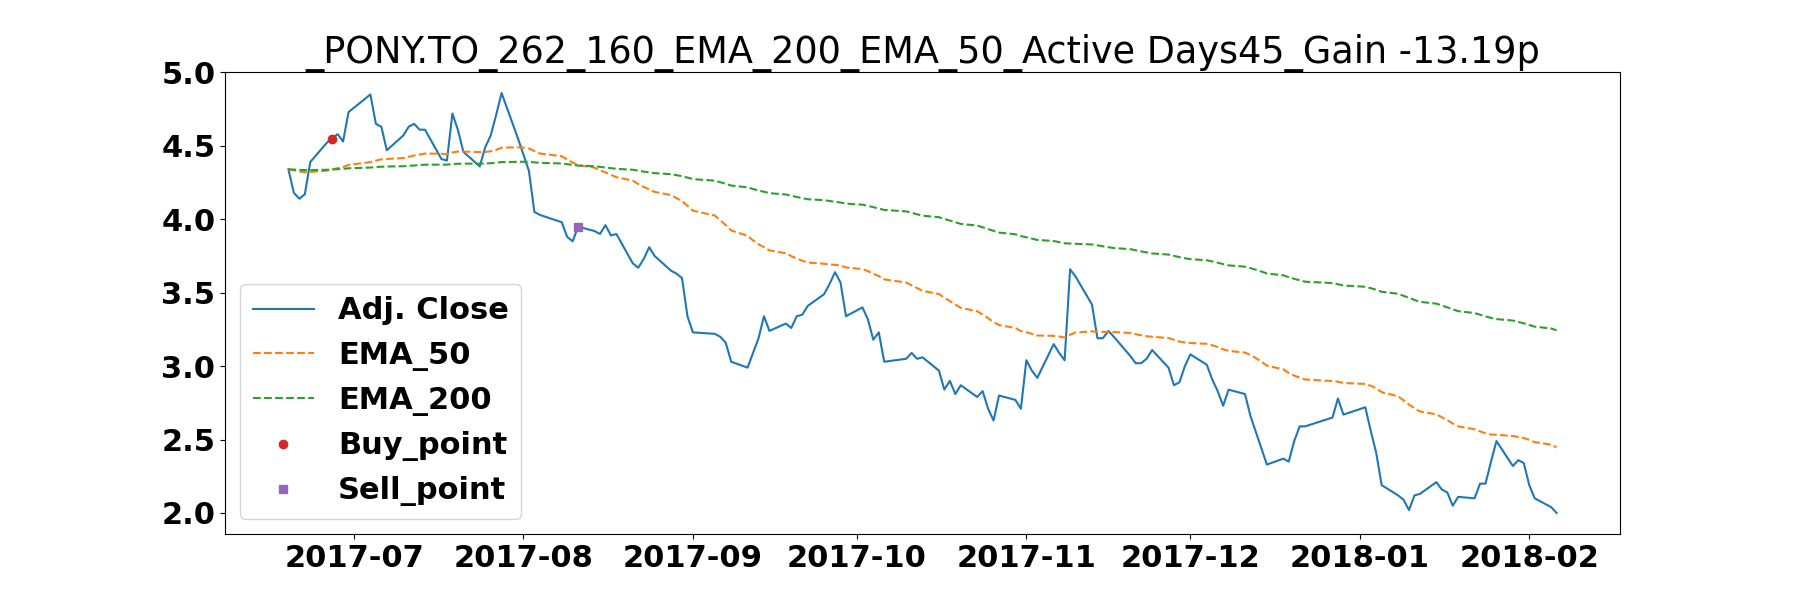 _PONY.TO_262_160_EMA_200_EMA_50_Active Days45_Gain -13.19p
5.0
4.5
4.0
3.5
3.0
2.5
2.0
Adj. Close
EMA_50
EMA_200
Buy_point
Sell_point
2017-07 2017-08 2017-09 2017-10 2017-11 2017-12 2018-01 2018-02